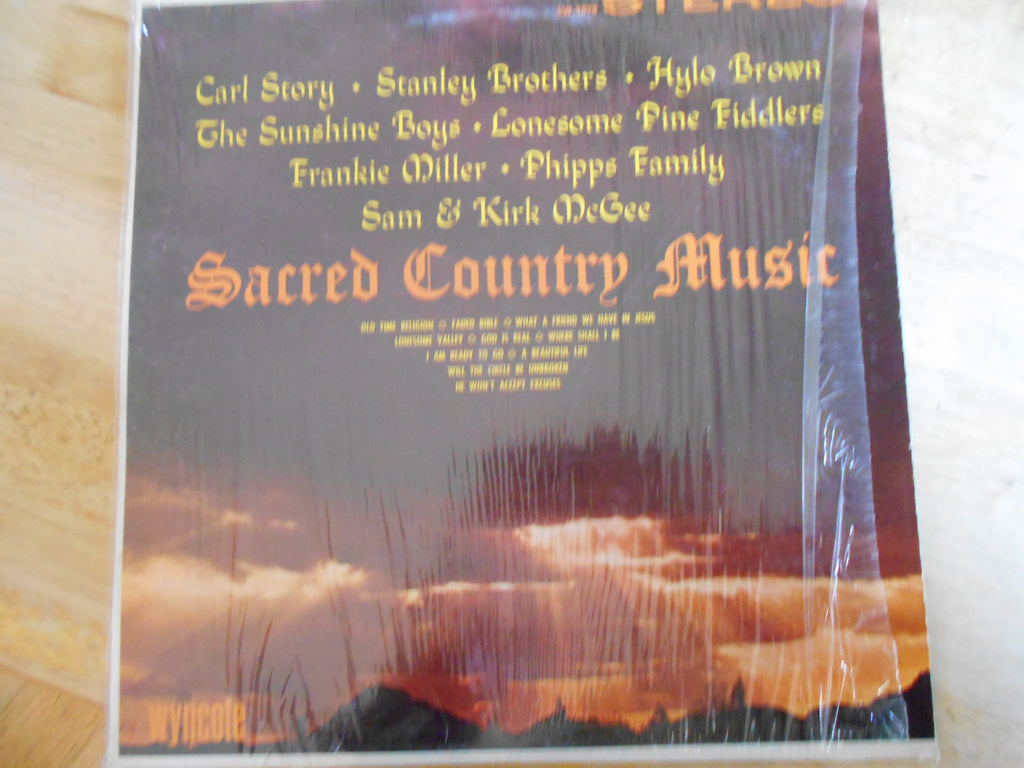 STEREO
Carl Story • Stanley Brothers • Hylo Brown
The Sunshine Boys • Lonesome Pine Fiddlers
Frankie Miller • Phipps Family
Sam & Kirk McGee
Sacred Country Music
OLD TIME RELIGION ✩ FADED BIBLE ✩ WHAT A FRIEND WE HAVE IN JESUS
LONESOME VALLEY ✩ GOD IS REAL ✩ WHERE SHALL I BE
I AM READY TO GO ✩ A BEAUTIFUL LIFE
WILL THE CIRCLE BE UNBROKEN
HE WON'T ACCEPT EXCUSES
wyncote